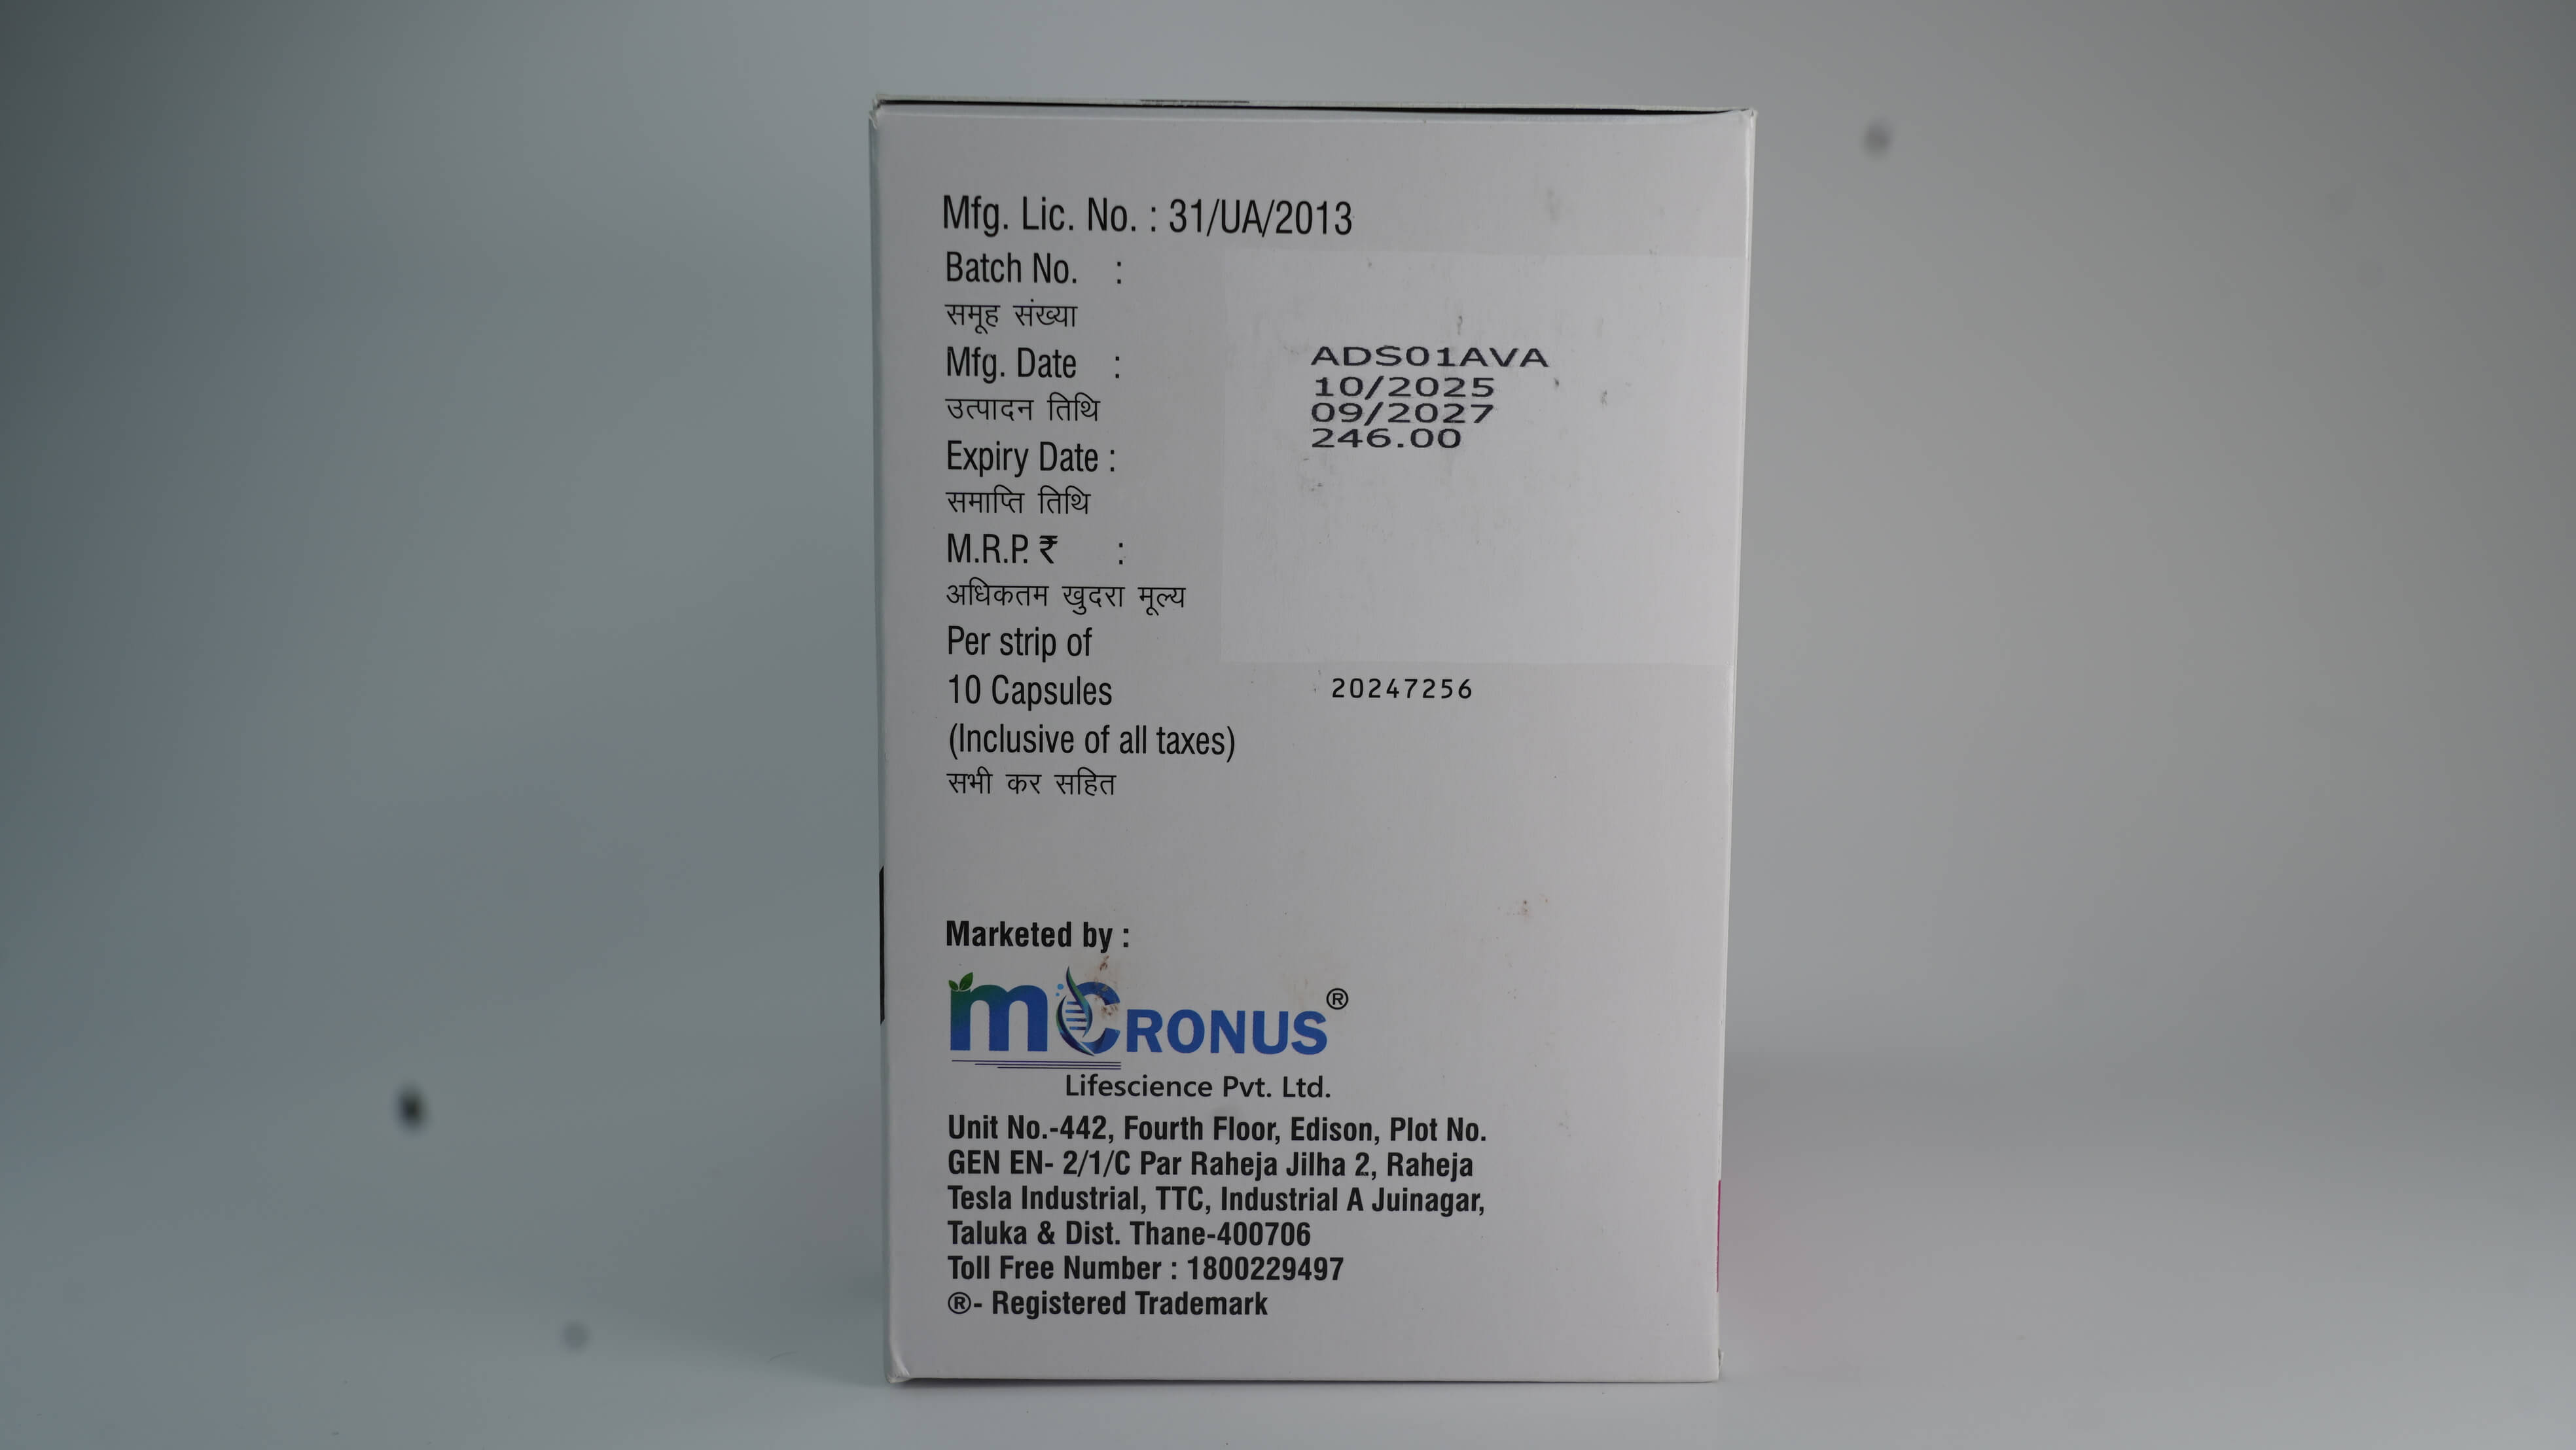 Mfg. Lic. No. : 31/UA/2013
Batch No. :
समूह संख्या
Mfg. Date :
उत्पादन तिथि
Expiry Date :
समाप्ति तिथि
M.R.P. ₹ :
अधिकतम खुदरा मूल्य
Per strip of
10 Capsules
(Inclusive of all taxes)
सभी कर सहित
ADS01AVA
10/2025
09/2027
246.00
20247256
Marketed by :
mCRONUS®
Lifescience Pvt. Ltd.
Unit No.-442, Fourth Floor, Edison, Plot No.
GEN EN- 2/1/C Par Raheja Jilha 2, Raheja
Tesla Industrial, TTC, Industrial A Juinagar,
Taluka & Dist. Thane-400706
Toll Free Number : 1800229497
®- Registered Trademark